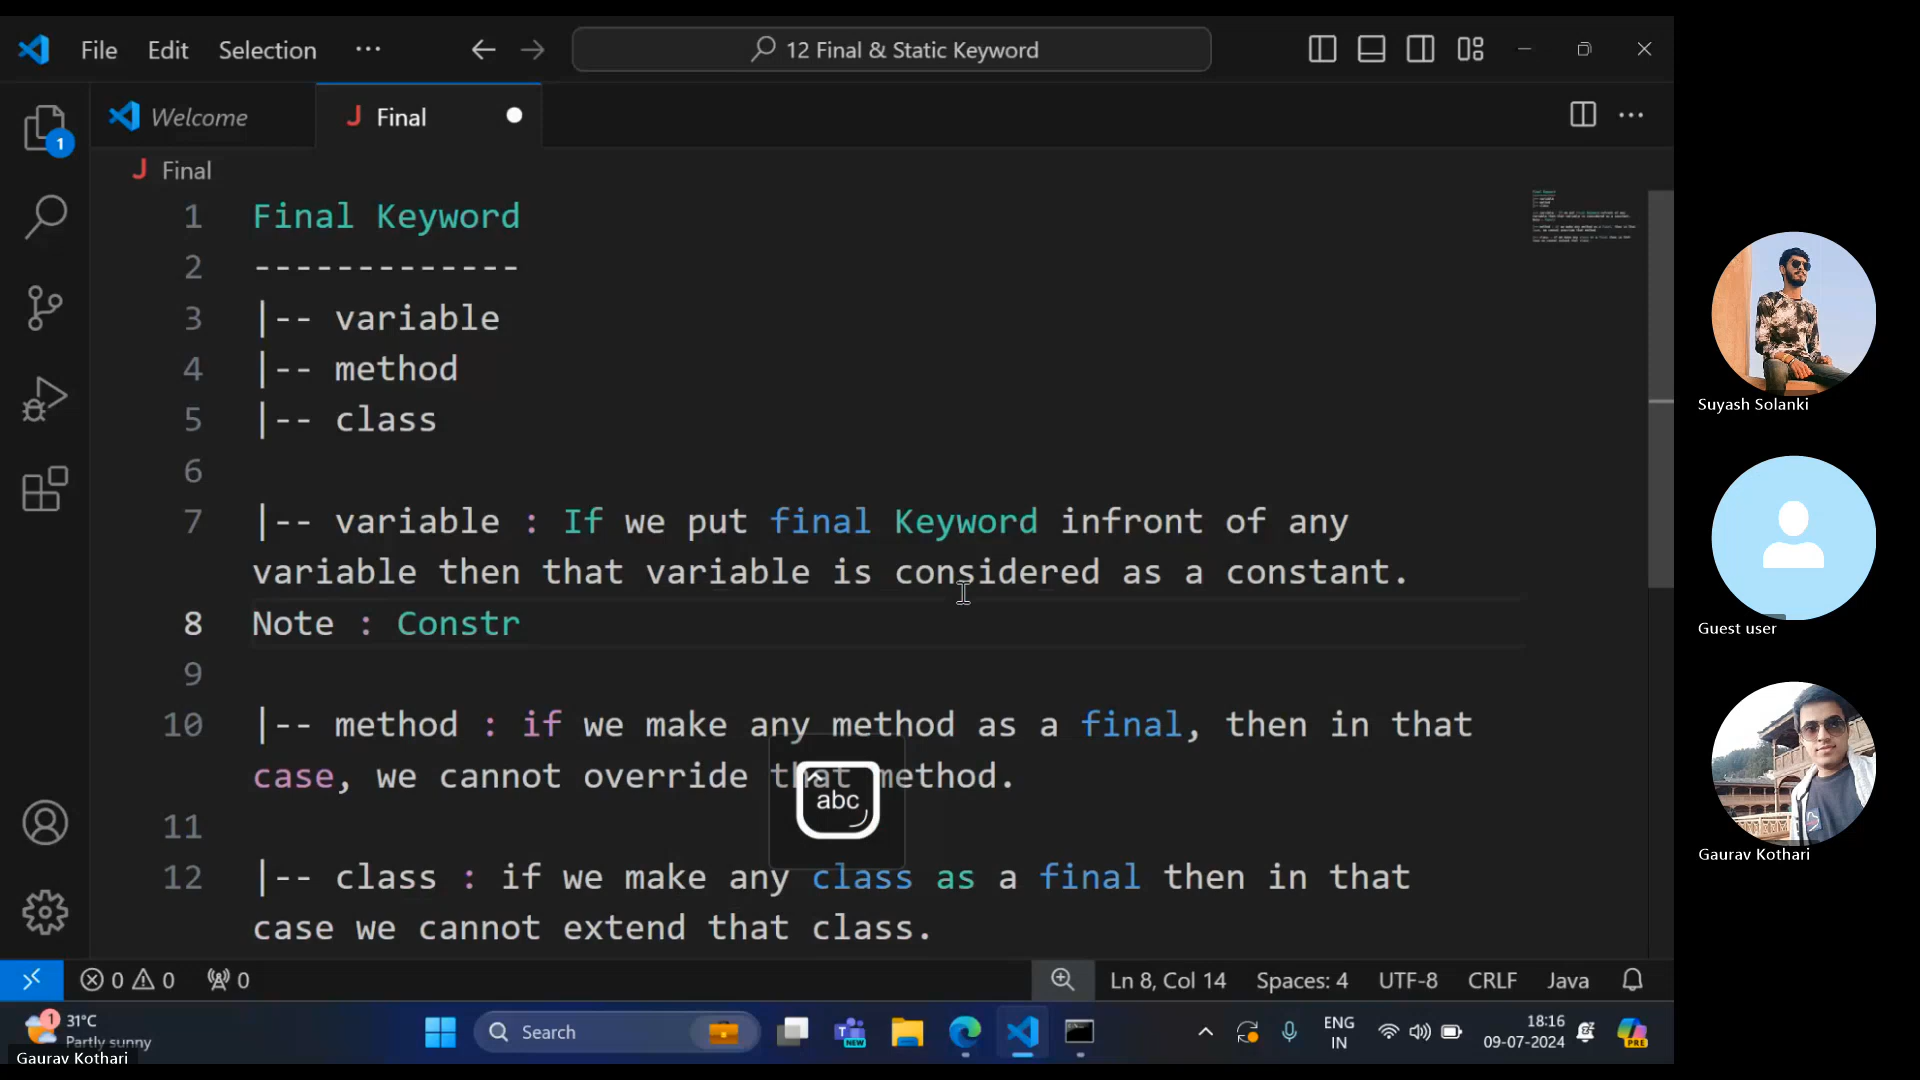 File Edit Selection ··· 12 Final & Static Keyword
Welcome J Final
J Final
1 Final Keyword
2 -------------
3 |-- variable
4 |-- method
5 |-- class
6
7 |-- variable : If we put final Keyword infront of any
variable then that variable is considered as a constant.
8 Note : Constr
9
10 |-- method : if we make any method as a final, then in that
case, we cannot override that method.
11
12 |-- class : if we make any class as a final then in that
case we cannot extend that class.
1
abc
0 0 0 Ln 8, Col 14 Spaces: 4 UTF-8 CRLF Java
1 31°C
Partly sunny
Search
NEW
ENG
IN
18:16
09-07-2024
PRE
Gaurav Kothari
Suyash Solanki
Guest user
Gaurav Kothari